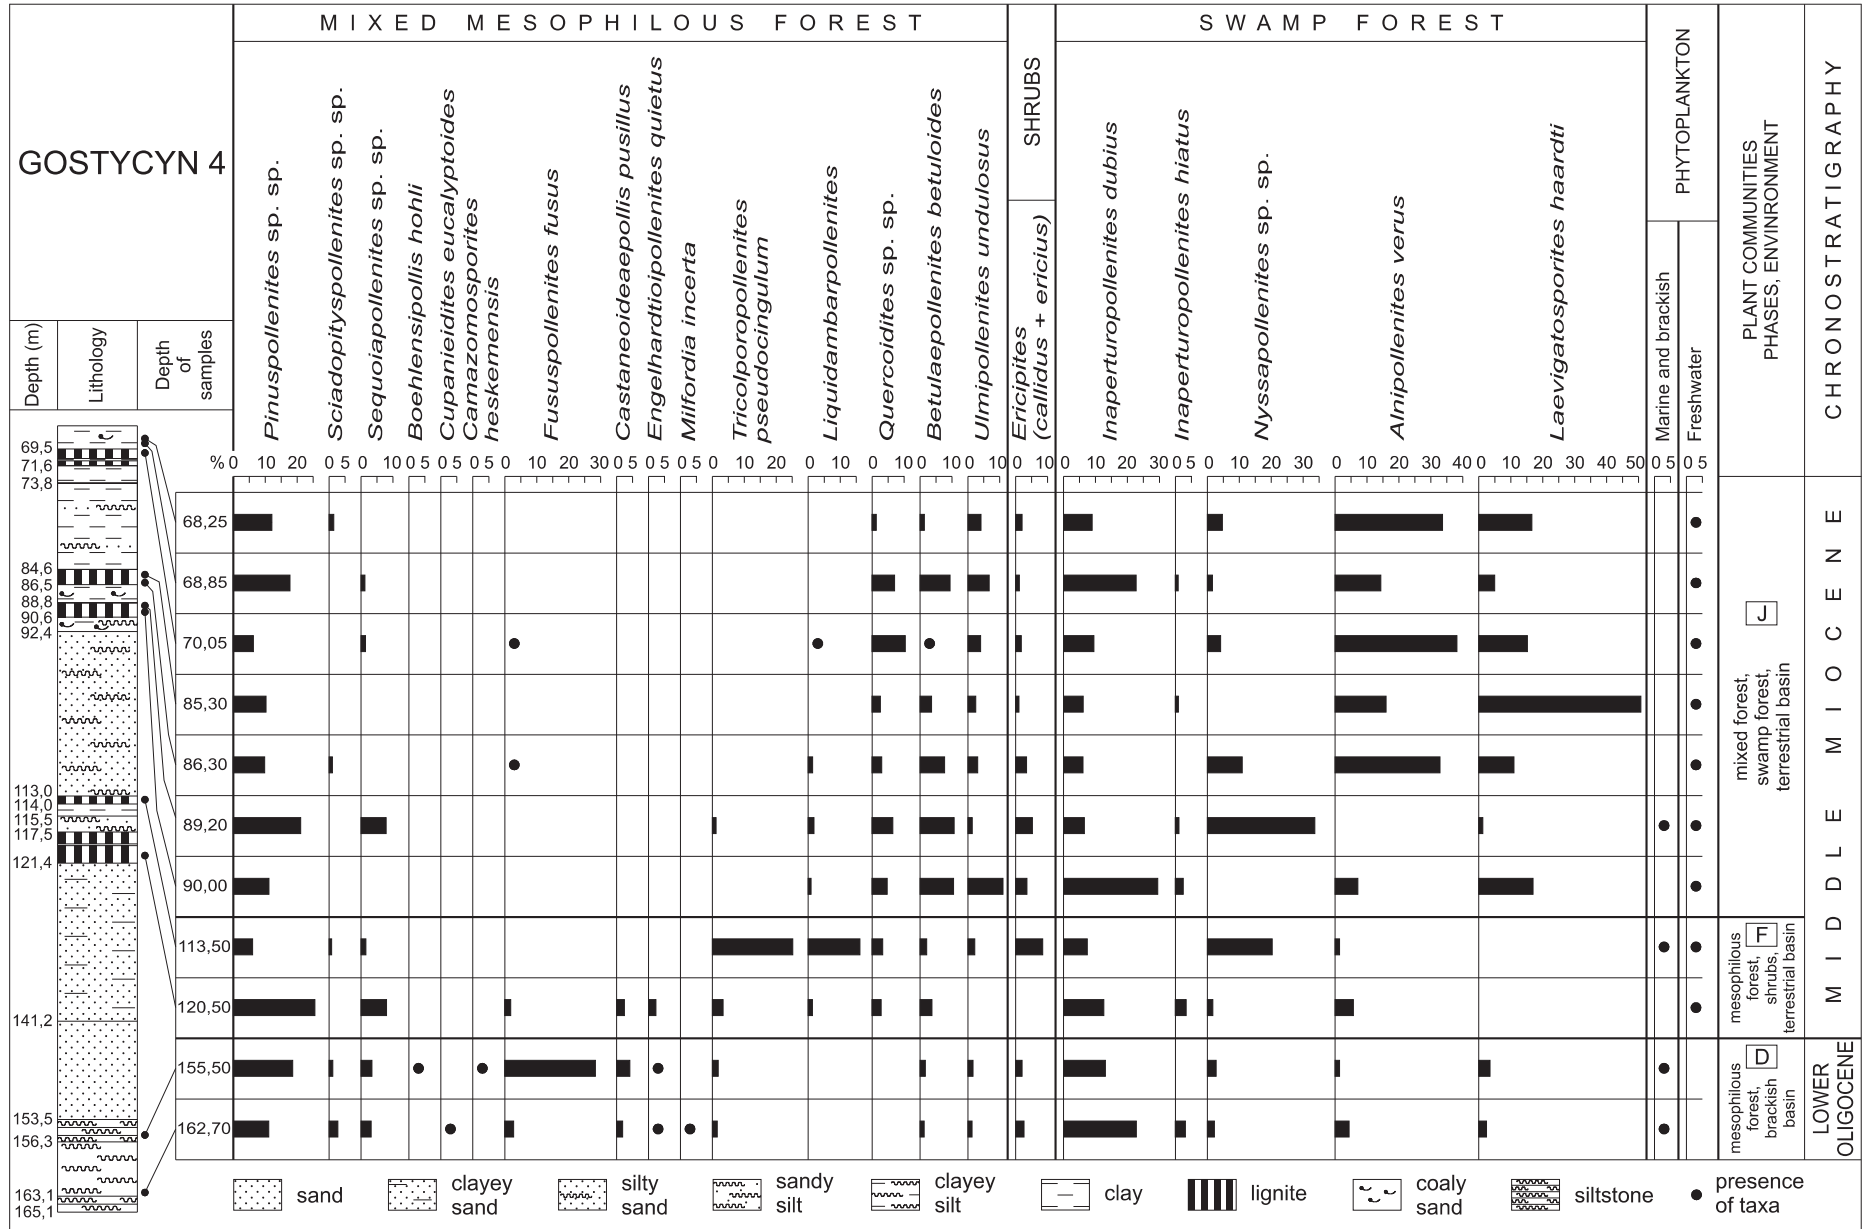 GOSTYCYN 4
MIXED MESOPHILOUS FOREST
SHRUBS
SWAMP FOREST
PHYTOPLANKTON
PLANT COMMUNITIES
PHASES, ENVINRONMENT
CHRONOSTRATIGRAPHY
Depth (m)
Lithology
Depth
of
samples
Pinuspollenites sp. sp.
Sciadopityspollenites sp. sp.
Sequoiapollenites sp. sp.
Boehlensipollis hohli
Cupanieidites eucalyptoides
Camazomosporites
heskemensis
Fususpollenites fusus
Castaneoideaepollis pusillus
Engelhardtioipollenites quietus
Milfordia incerta
Tricolporopollenites
pseudocingulum
Liquidambarpollenites
Quercoidites sp. sp.
Betulaepollenites betuloides
Ulmipollenites undulosus
Ericipites
(callidus + ericius)
Inaperturopollenites dubius
Inaperturopollenites hiatus
Nyssapollenites sp. sp.
Alnipollenites verus
Laevigatosporites haardti
Marine and brackish
Freshwater
% 0 10 20 0 5 0 10 0 5 0 5 0 5 0 10 20 30 0 5 0 5 0 5 0 10 20 0 10 0 10 0 10 0 10 0 10 0 10 20 30 0 5 0 10 20 30 0 10 20 30 40 0 10 20 30 40 50 0 5 0 5
69,5
71,6
73,8
84,6
86,5
88,8
90,6
92,4
113,0
114,0
115,5
117,5
121,4
141,2
153,5
156,3
163,1
165,1
68,25
68,85
70,05
85,30
86,30
89,20
90,00
113,50
120,50
155,50
162,70
J
mixed forest,
swamp forest,
terrestrial basin
F
mesophilous
forest,
shrubs,
terrestrial basin
D
mesophilous
forest,
brackish
basin
MIDDLE MIOCENE
LOWER
OLIGOCENE
sand
clayey
sand
silty
sand
sandy
silt
clayey
silt
clay
lignite
coaly
sand
siltstone
presence
of taxa